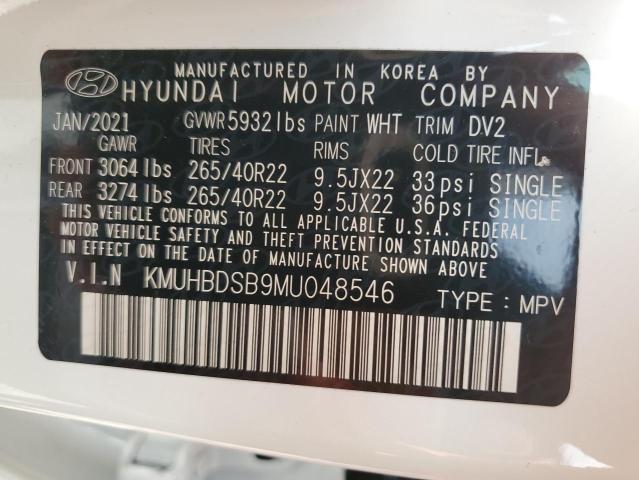 MANUFACTURED IN KOREA BY
HYUNDAI MOTOR COMPANY
JAN/2021 GVWR 5932 lbs PAINT WHT TRIM DV2
GAWR TIRES RIMS COLD TIRE INFL
FRONT 3064 lbs 265/40R22 9.5JX22 33psi SINGLE
REAR 3274 lbs 265/40R22 9.5JX22 36psi SINGLE
THIS VEHICLE CONFORMS TO ALL APPLICABLE U.S.A. FEDERAL
MOTOR VEHICLE SAFETY AND THEFT PREVENTION STANDARDS
IN EFFECT ON THE DATE OF MANUFACTURE SHOWN ABOVE.
V.I.N KMUHBDSB9MU048546 TYPE : MPV